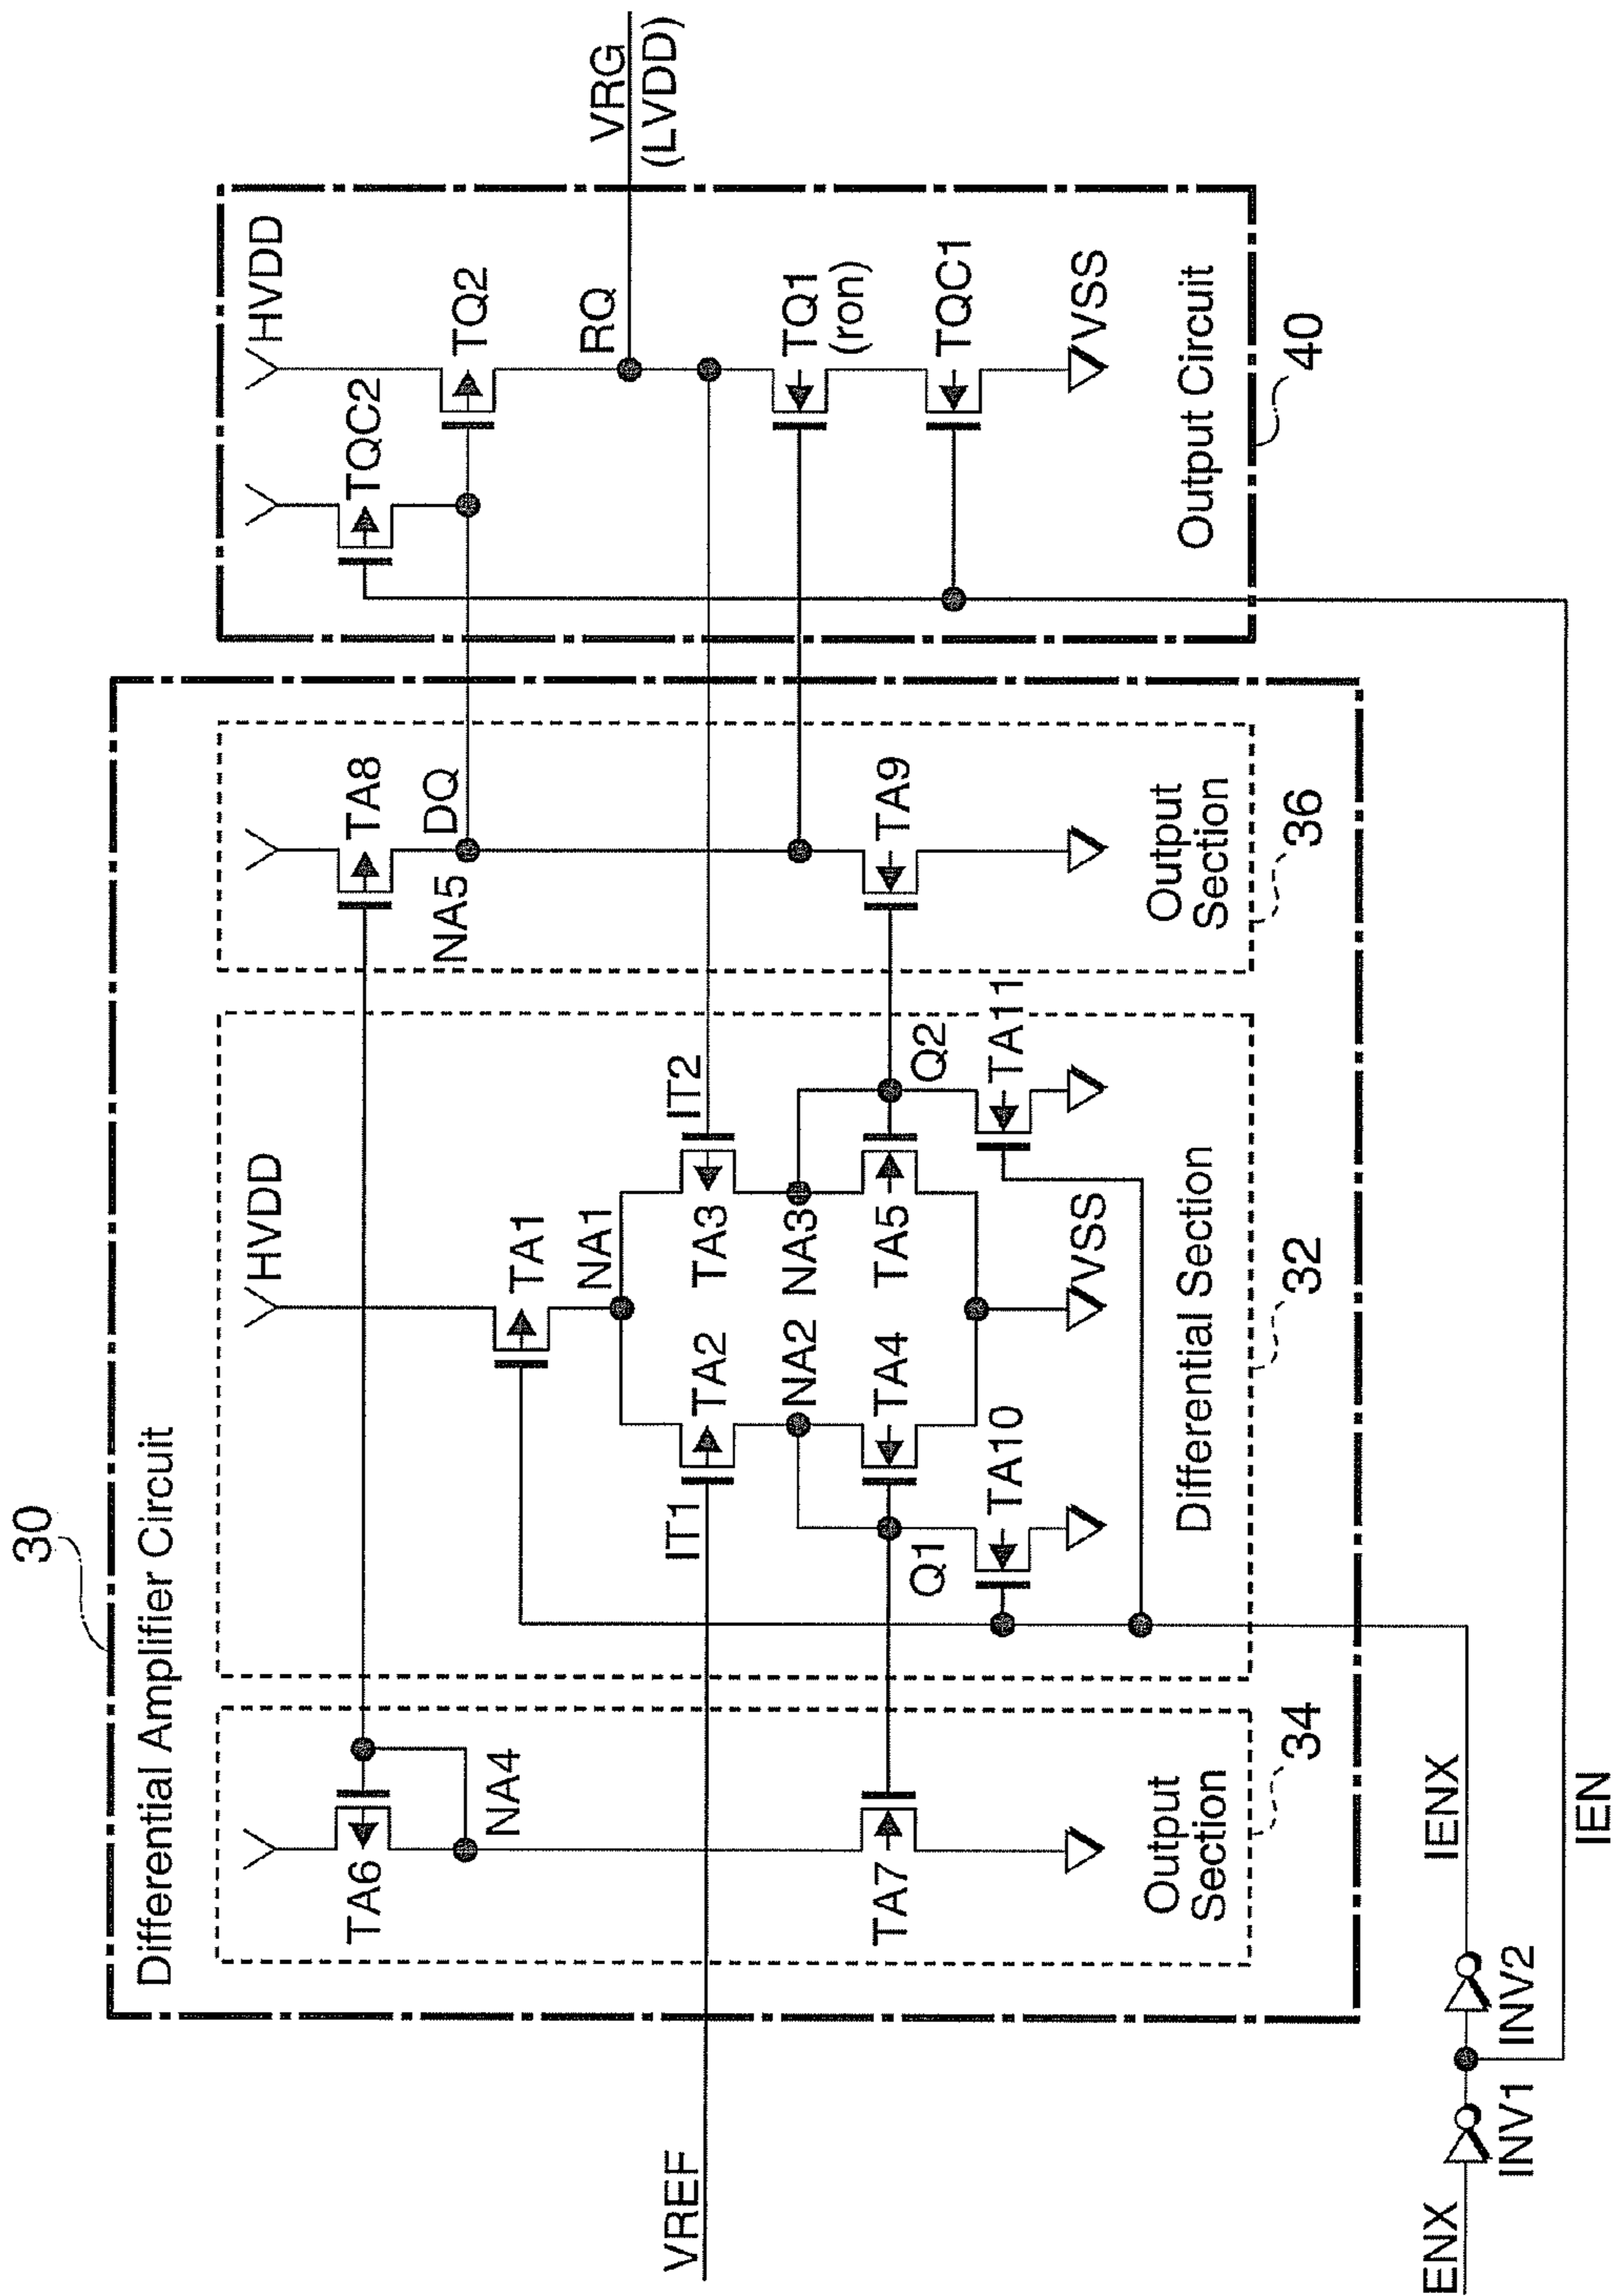 30
Differential Amplifier Circuit
HVDD
TA8
NA5
DQ
TQC2
HVDD
TQ2
RQ
VRG
(LVDD)
TA6
NA4
TA1
NA1
IT1
TA2
TA3
IT2
NA2
NA3
TA7
TA4
TA5
Q1
Q2
TA9
TQ1
(ron)
TQC1
TA10
TA11
VSS
VSS
Output
Section
34
Differential Section
32
Output
Section
36
Output Circuit
40
VREF
ENX
INV1
INV2
IENX
IEN